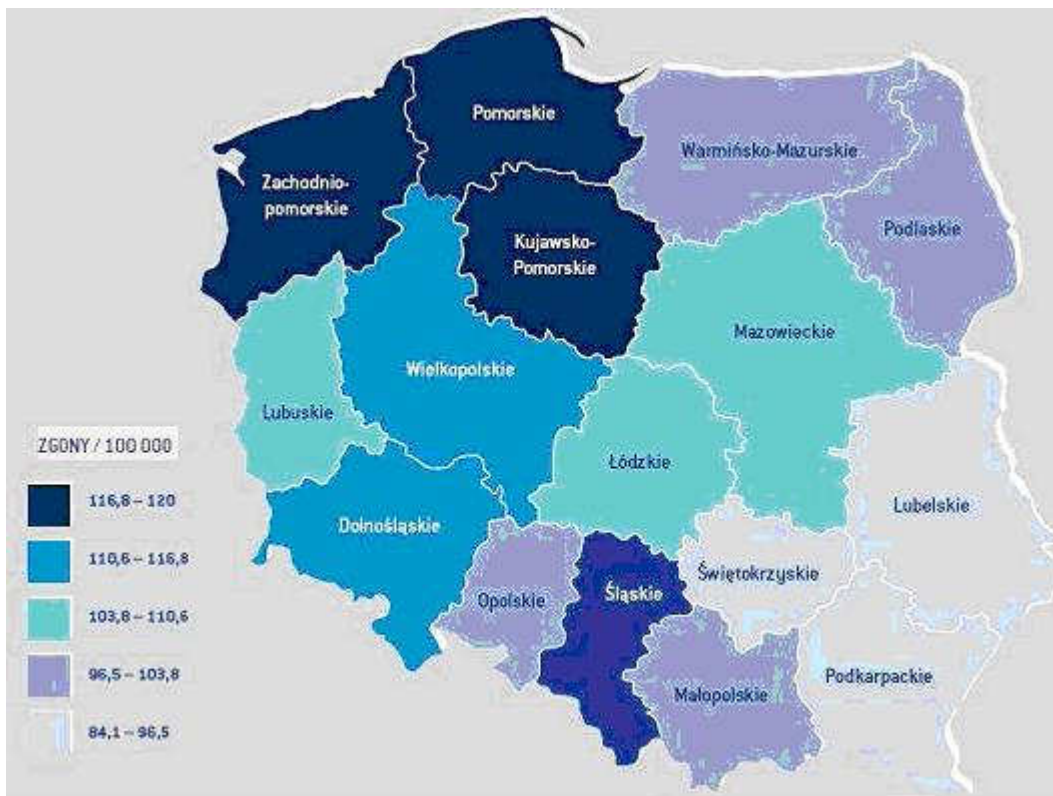 Pomorskie
Warmińsko-Mazurskie
Zachodnio-
pomorskie
Podlaskie
Kujawsko-
Pomorskie
Mazowieckie
Wielkopolskie
Lubuskie
Łódzkie
Lubelskie
Dolnośląskie
Świętokrzyskie
Opolskie
Śląskie
Podkarpackie
Małopolskie
ZGONY / 100 000
116,8 – 120
110,6 – 116,8
103,8 – 110,6
96,5 – 103,8
84,1 – 96,5